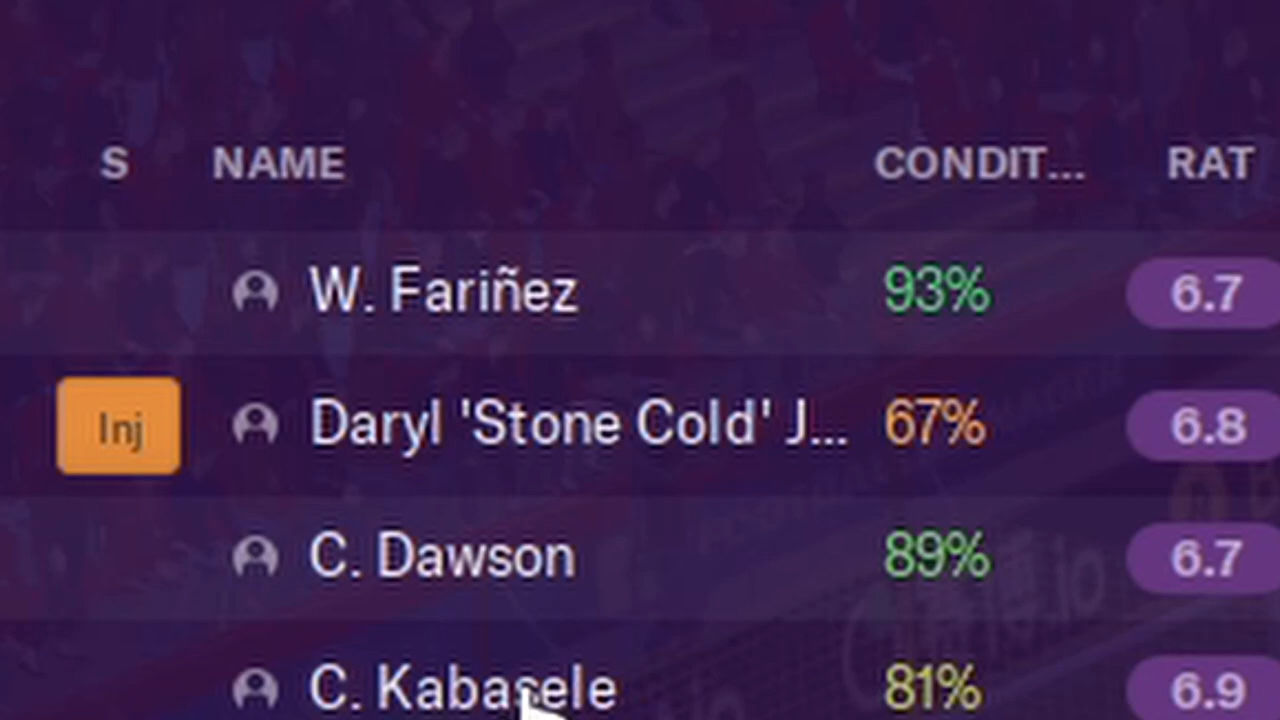 S NAME CONDIT... RAT
W. Fariñez 93% 6.7
Inj Daryl 'Stone Cold' J... 67% 6.8
C. Dawson 89% 6.7
C. Kabasele 81% 6.9